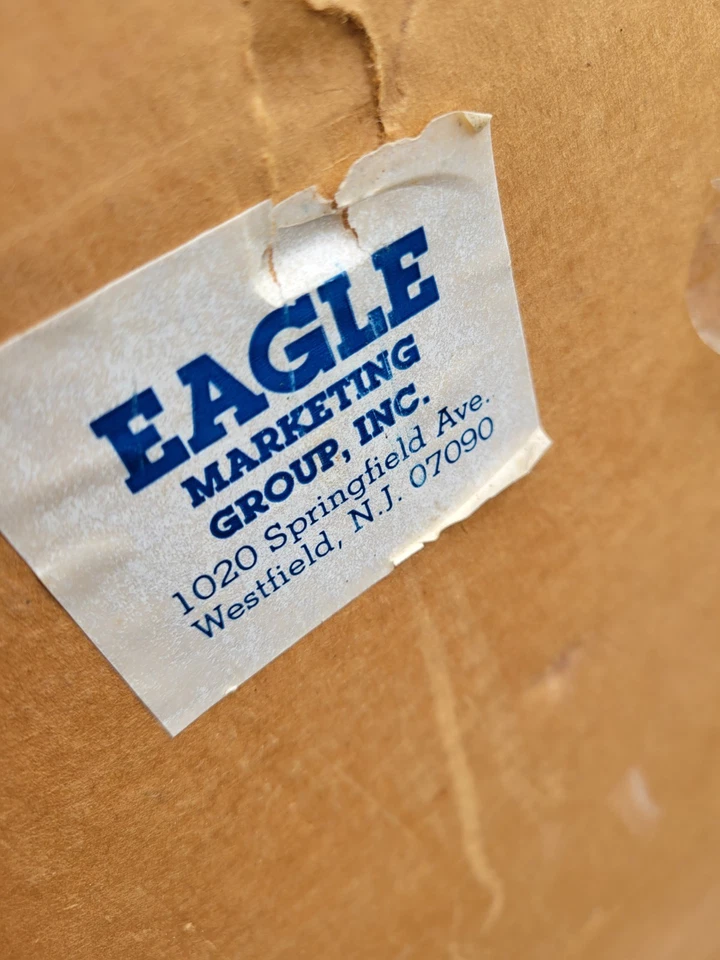 EAGLE
MARKETING
GROUP, INC.
1020 Springfield Ave.
Westfield, N.J. 07090